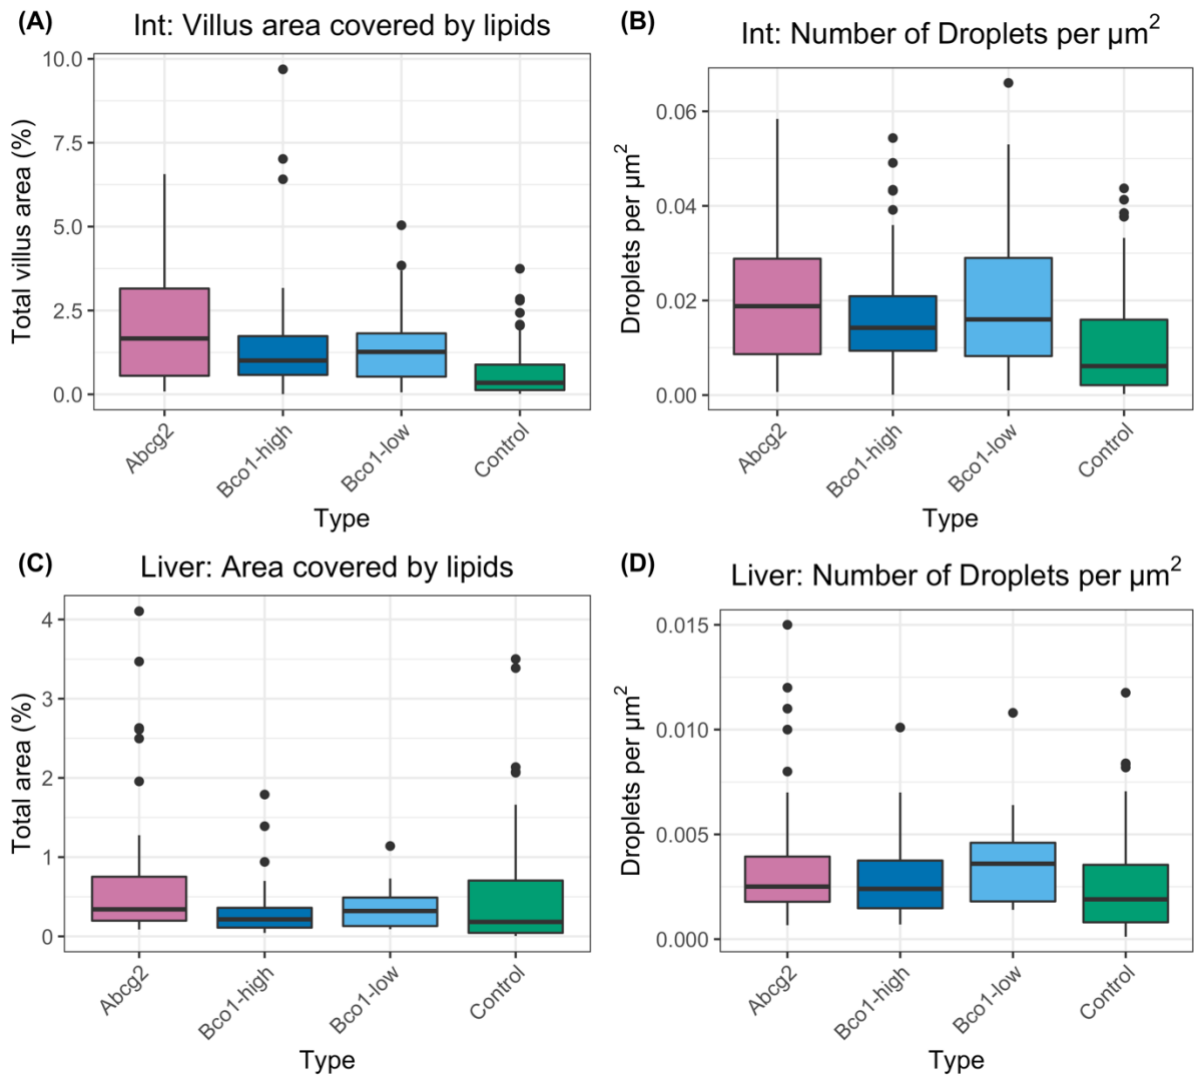 (A)
Int: Villus area covered by lipids
Total villus area (%)
10.0
7.5
5.0
2.5
0.0
Abcg2
Bco1-high
Bco1-low
Control
Type
(B)
Int: Number of Droplets per µm²
Droplets per µm²
0.06
0.04
0.02
0.00
Abcg2
Bco1-high
Bco1-low
Control
Type
(C)
Liver: Area covered by lipids
Total area (%)
4
3
2
1
0
Abcg2
Bco1-high
Bco1-low
Control
Type
(D)
Liver: Number of Droplets per µm²
Droplets per µm²
0.015
0.010
0.005
0.000
Abcg2
Bco1-high
Bco1-low
Control
Type